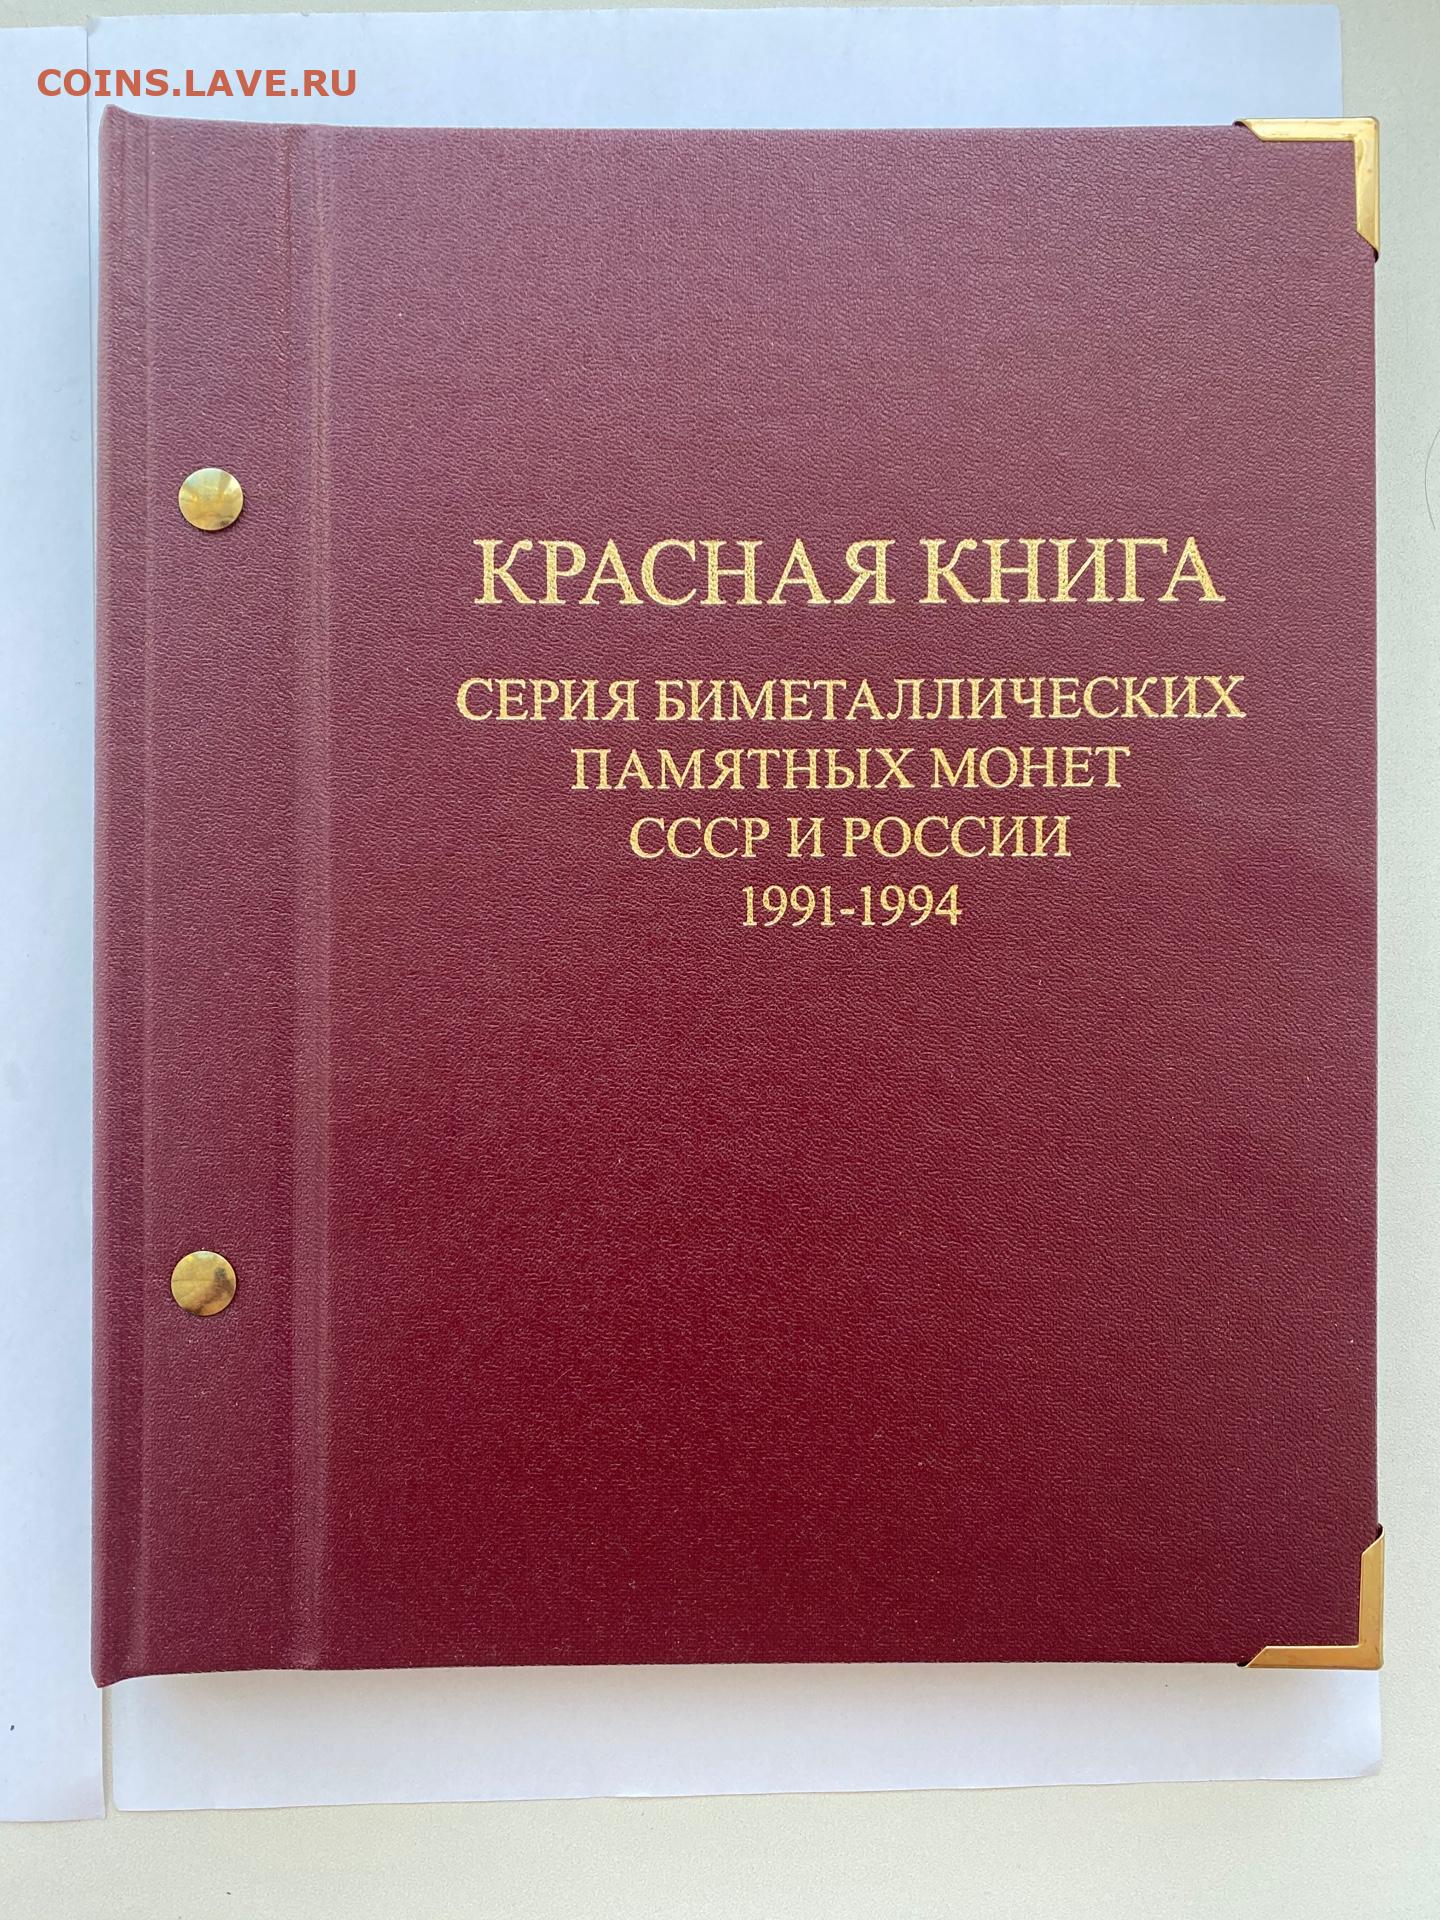 COINS.LAVE.RU
КРАСНАЯ КНИГА
СЕРИЯ БИМЕТАЛЛИЧЕСКИХ
ПАМЯТНЫХ МОНЕТ
СССР И РОССИИ
1991-1994